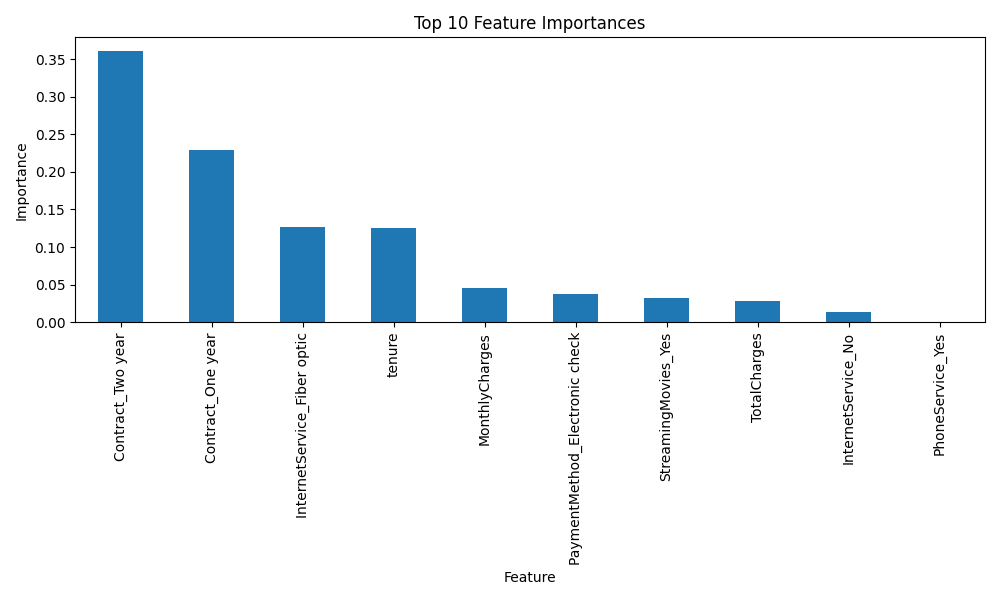 Top 10 Feature Importances
Importance
0.35
0.30
0.25
0.20
0.15
0.10
0.05
0.00
Contract_Two year
Contract_One year
InternetService_Fiber optic
tenure
MonthlyCharges
PaymentMethod_Electronic check
StreamingMovies_Yes
TotalCharges
InternetService_No
PhoneService_Yes
Feature